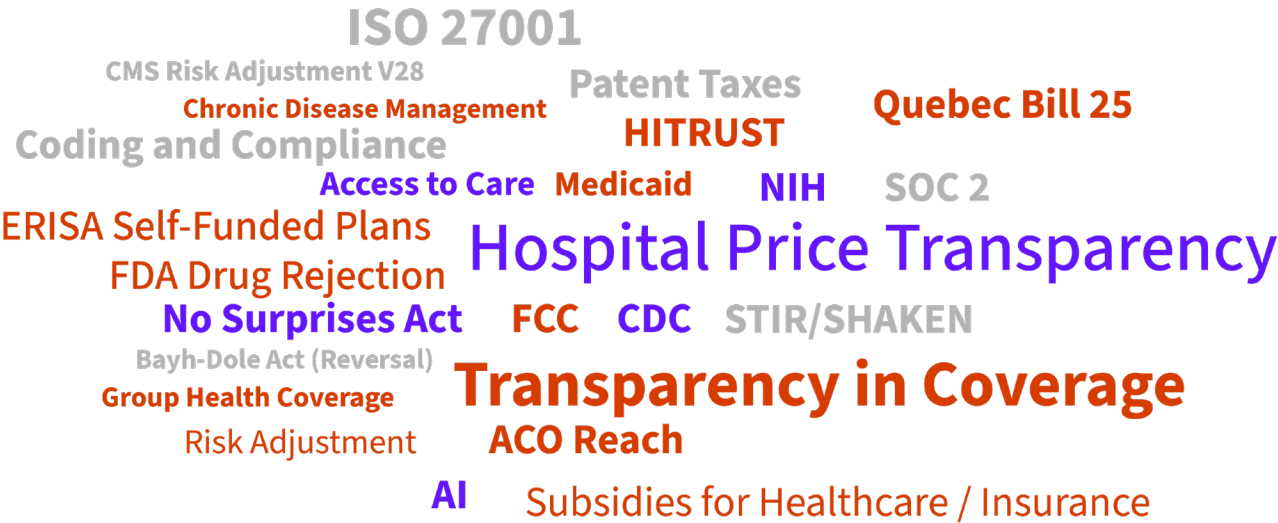 ISO 27001
CMS Risk Adjustment V28
Patent Taxes
Chronic Disease Management
Quebec Bill 25
HITRUST
Coding and Compliance
Access to Care
Medicaid
NIH
SOC 2
ERISA Self-Funded Plans
Hospital Price Transparency
FDA Drug Rejection
No Surprises Act
FCC
CDC
STIR/SHAKEN
Bayh-Dole Act (Reversal)
Transparency in Coverage
Group Health Coverage
Risk Adjustment
ACO Reach
AI
Subsidies for Healthcare / Insurance